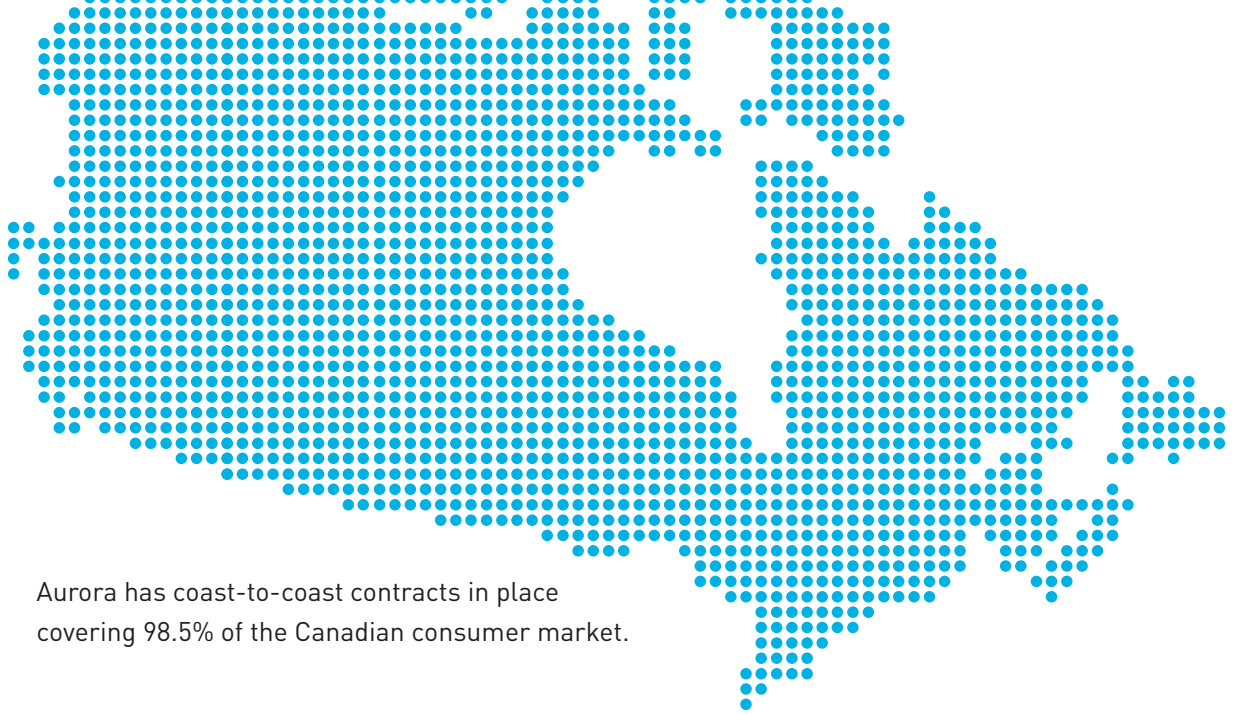 Aurora has coast-to-coast contracts in place
covering 98.5% of the Canadian consumer market.